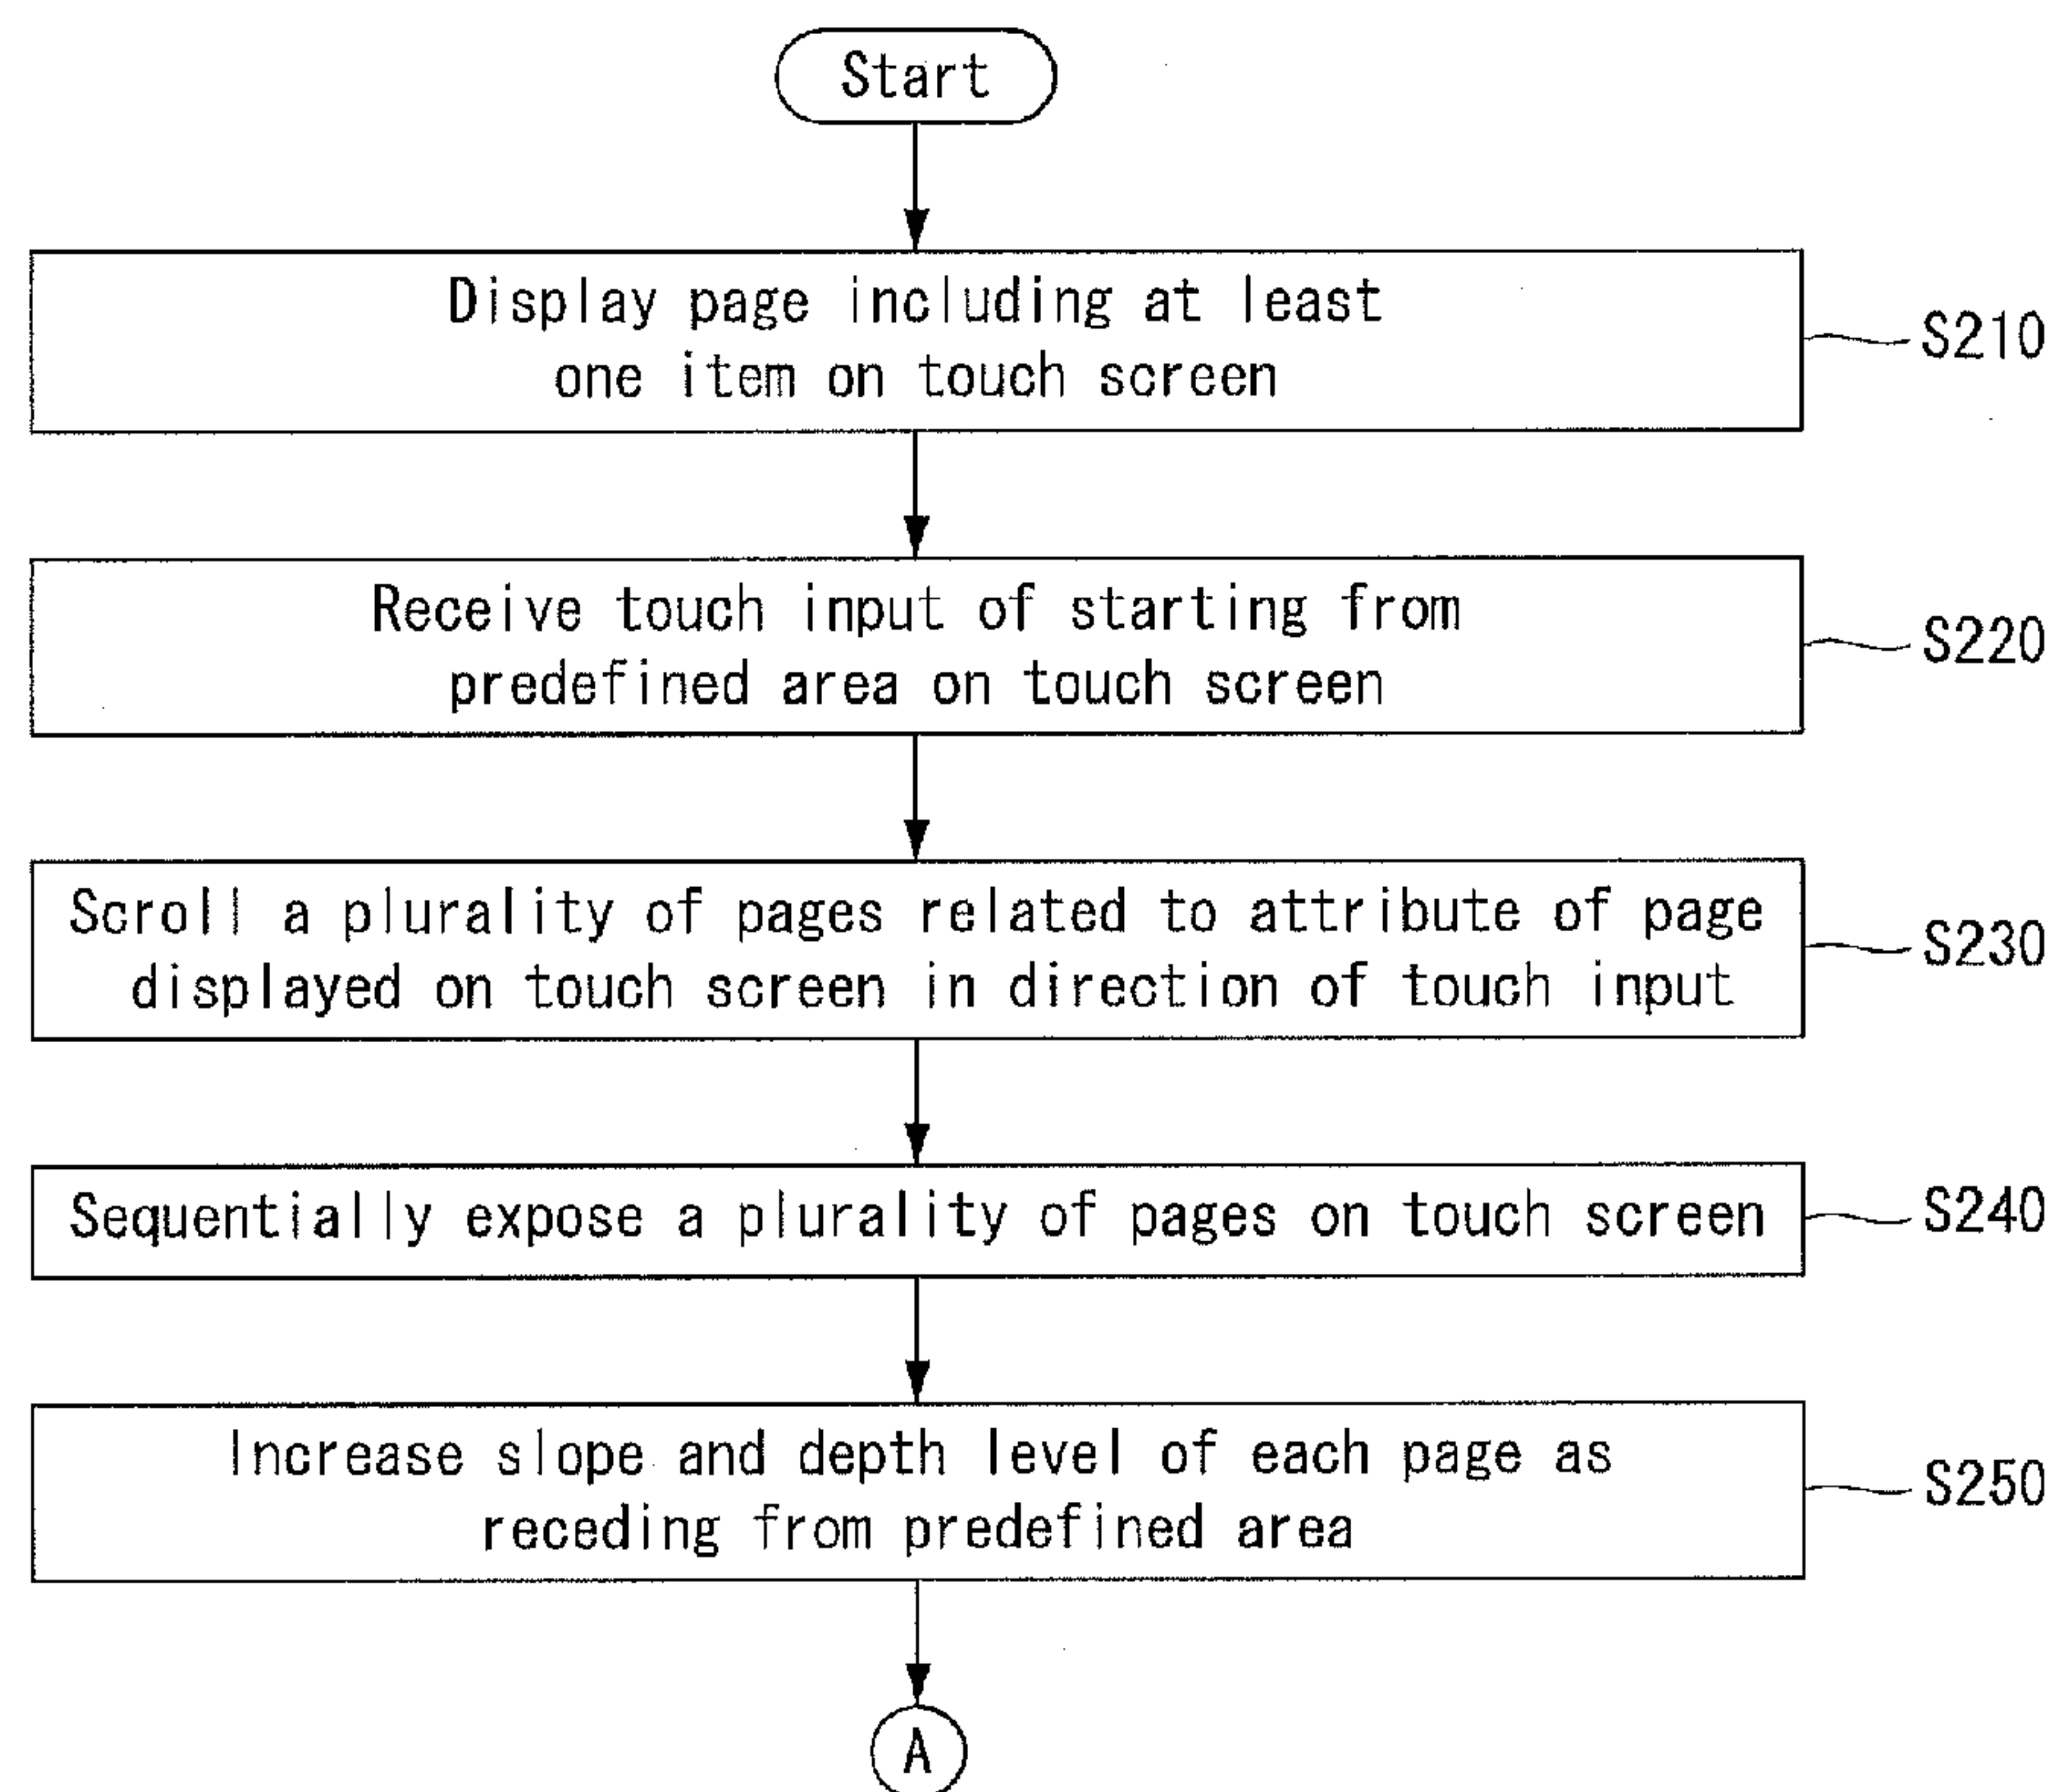 Start
Display page including at least
one item on touch screen
S210
Receive touch input of starting from
predefined area on touch screen
S220
Scroll a plurality of pages related to attribute of page
displayed on touch screen in direction of touch input
S230
Sequentially expose a plurality of pages on touch screen
S240
Increase slope and depth level of each page as
receding from predefined area
S250
A